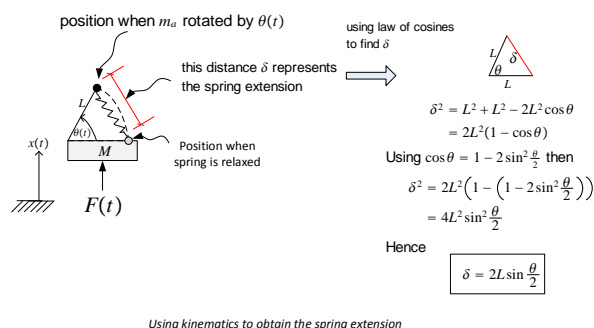 position when mₐ rotated by θ(t)
this distance δ represents
the spring extension
L
θ(t)
Position when
spring is relaxed
M
x(t)
F(t)
using law of cosines
to find δ
L
δ
θ
L
δ² = L² + L² − 2L² cos θ
= 2L²(1 − cos θ)
Using cos θ = 1 − 2 sin² θ/2 then
δ² = 2L²(1 − (1 − 2 sin² θ/2))
= 4L² sin² θ/2
Hence
δ = 2L sin θ/2
Using kinematics to obtain the spring extension